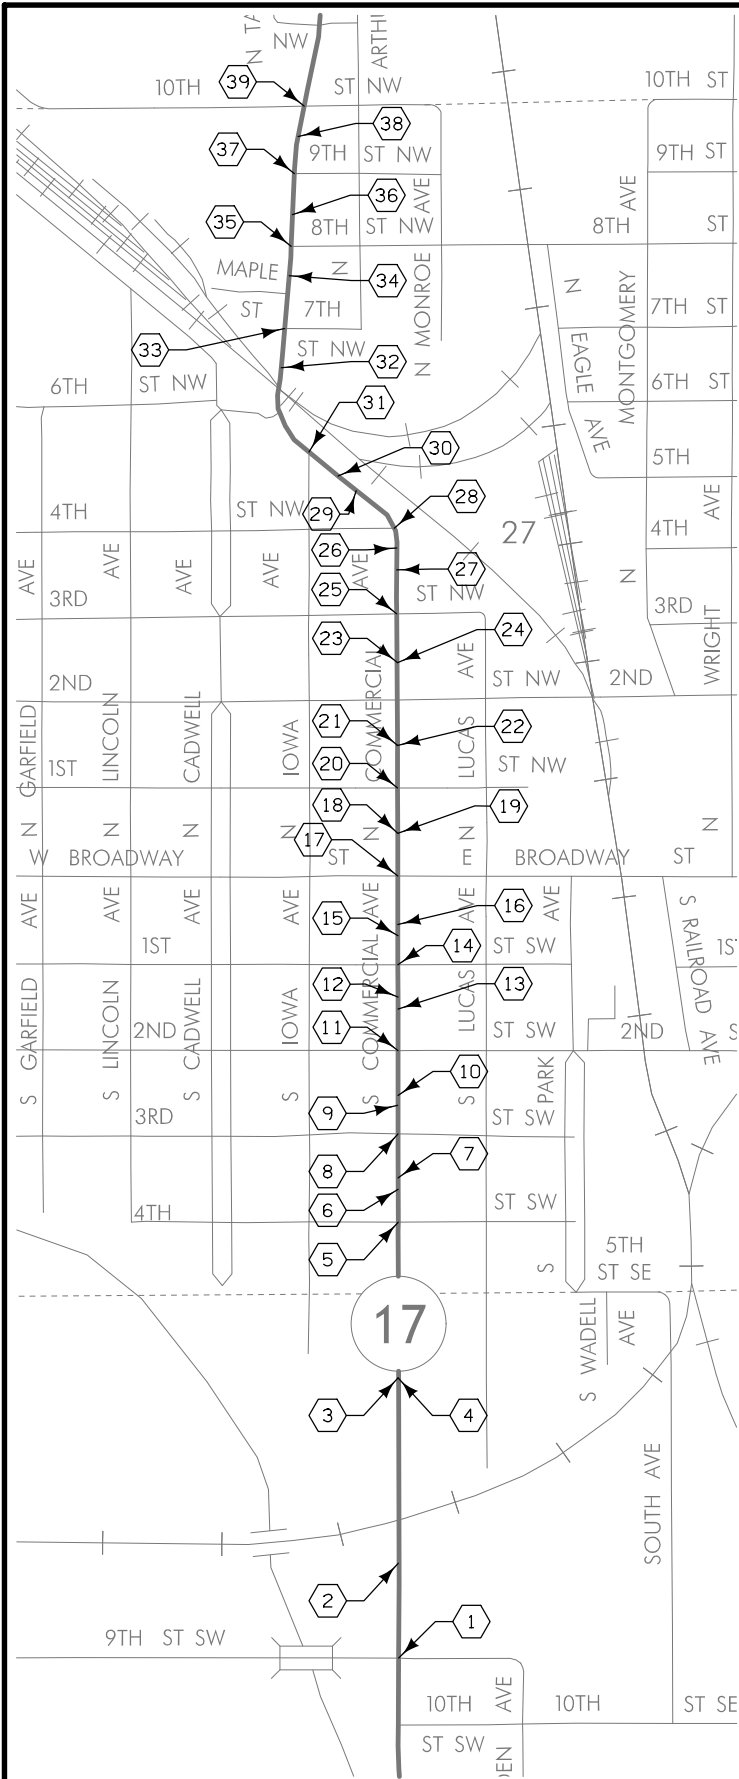 N TA
NW
ARTHU
10TH
39
ST NW
10TH ST
38
37
9TH ST NW
9TH ST
36
AVE
AVE
35
8TH ST NW
8TH
ST
MAPLE
N
34
N MONROE
N
MONTGOMERY
ST
7TH
7TH ST
33
ST NW
32
EAGLE
AVE
6TH
ST NW
6TH ST
31
30
5TH
4TH
ST NW
29
28
27
4TH
AVE
26
AVE
AVE
AVE
AVE
AVE
27
N
3RD
25
ST NW
3RD
23
24
WRIGHT
2ND
COMMERCIAL
AVE
ST NW
2ND
GARFIELD
LINCOLN
CADWELL
IOWA
21
22
LUCAS
1ST
20
ST NW
18
19
N
N
N
N
N
N
N
17
W BROADWAY
ST
E BROADWAY ST
AVE
AVE
AVE
AVE
AVE
AVE
AVE
15
16
S RAILROAD AVE
1ST
14
ST SW
1ST
GARFIELD
LINCOLN
CADWELL
IOWA
COMMERCIAL
LUCAS
12
13
2ND
11
ST SW
2ND
S
S
S
S
S
S
S
10
PARK
9
3RD
ST SW
8
7
6
4TH
ST SW
5
S
5TH
ST SE
17
S WADELL
AVE
3
4
SOUTH AVE
2
1
9TH ST SW
10TH
AVE
10TH
ST SE
ST SW
DEN